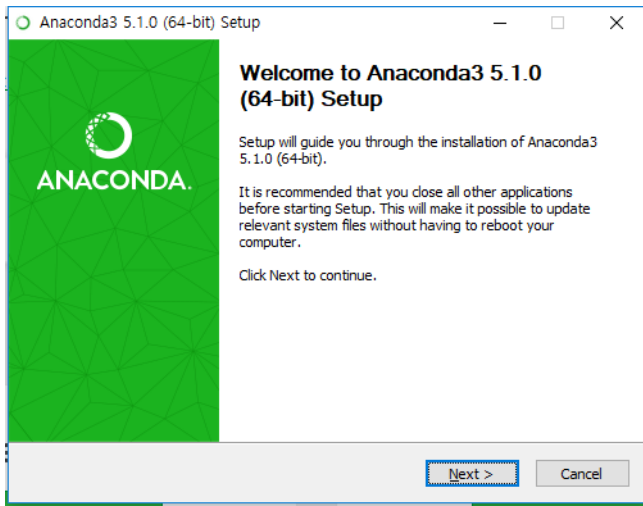 Anaconda3 5.1.0 (64-bit) Setup
ANACONDA.
Welcome to Anaconda3 5.1.0
(64-bit) Setup
Setup will guide you through the installation of Anaconda3
5.1.0 (64-bit).
It is recommended that you close all other applications
before starting Setup. This will make it possible to update
relevant system files without having to reboot your
computer.
Click Next to continue.
Next >
Cancel